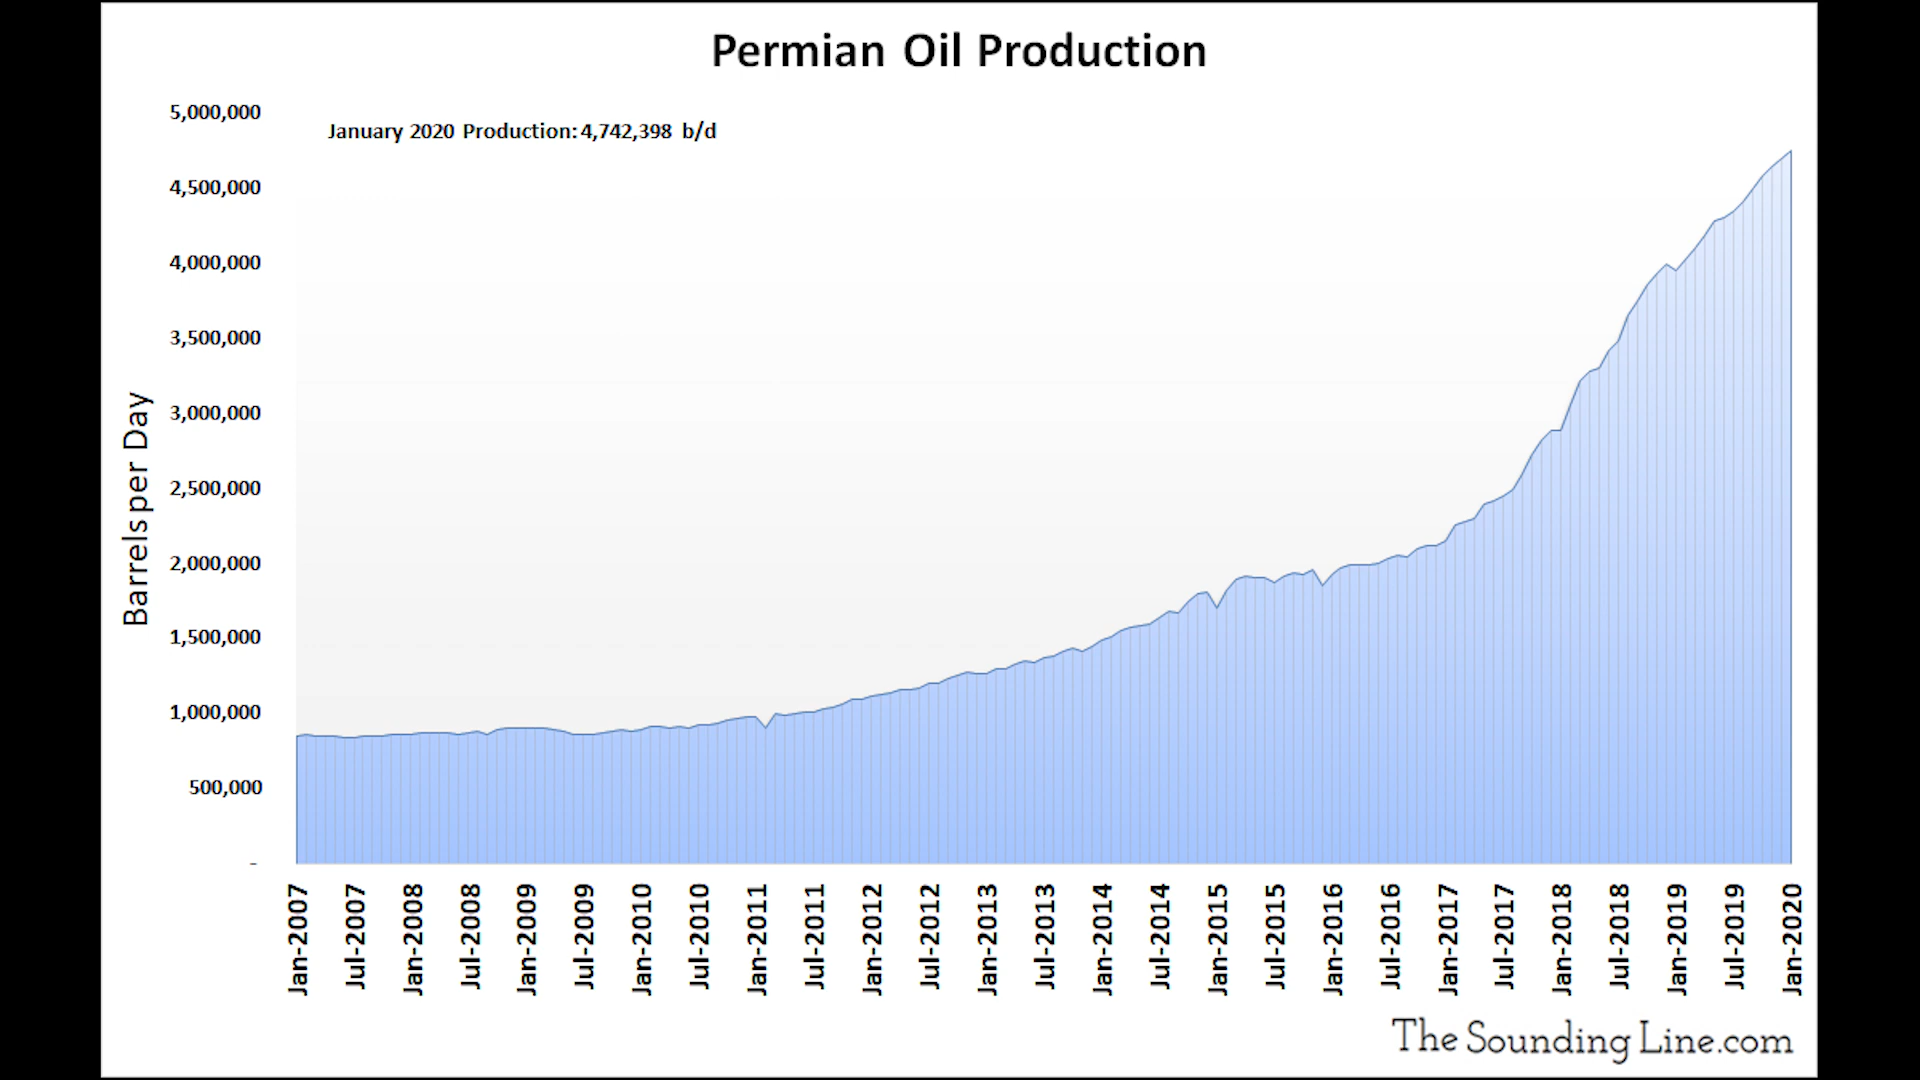 Permian Oil Production
January 2020 Production: 4,742,398 b/d
5,000,000
4,500,000
4,000,000
3,500,000
3,000,000
2,500,000
2,000,000
1,500,000
1,000,000
500,000
-
Barrels per Day
Jan-2007
Jul-2007
Jan-2008
Jul-2008
Jan-2009
Jul-2009
Jan-2010
Jul-2010
Jan-2011
Jul-2011
Jan-2012
Jul-2012
Jan-2013
Jul-2013
Jan-2014
Jul-2014
Jan-2015
Jul-2015
Jan-2016
Jul-2016
Jan-2017
Jul-2017
Jan-2018
Jul-2018
Jan-2019
Jul-2019
Jan-2020
The Sounding Line.com